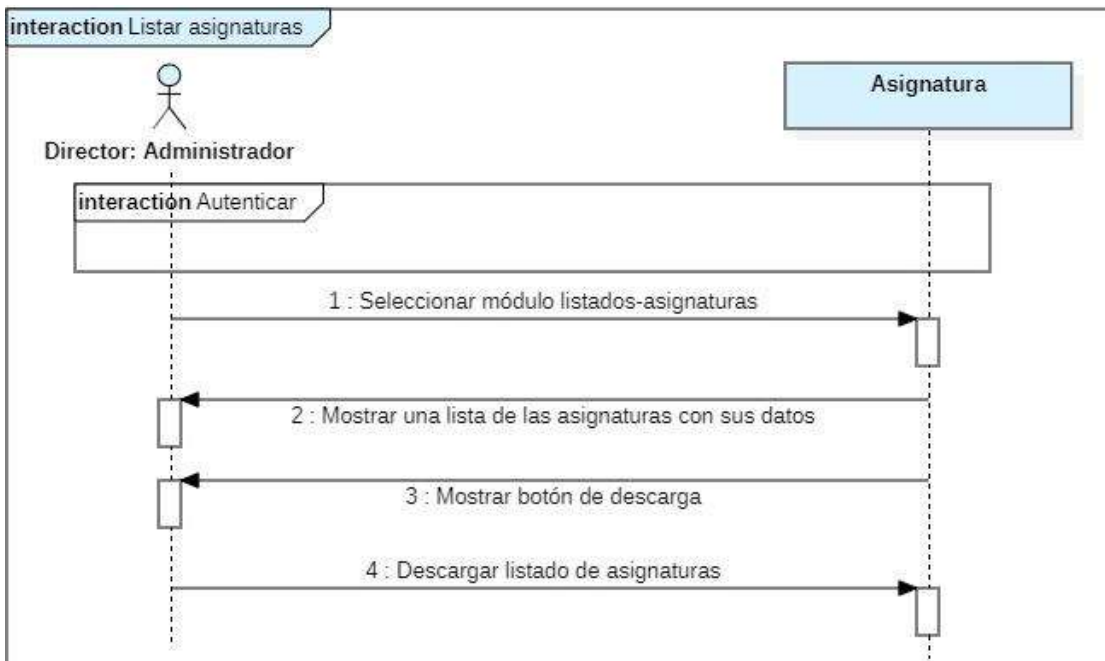 interaction Listar asignaturas
Asignatura
Director: Administrador
interaction Autenticar
1 : Seleccionar módulo listados-asignaturas
2 : Mostrar una lista de las asignaturas con sus datos
3 : Mostrar botón de descarga
4 : Descargar listado de asignaturas